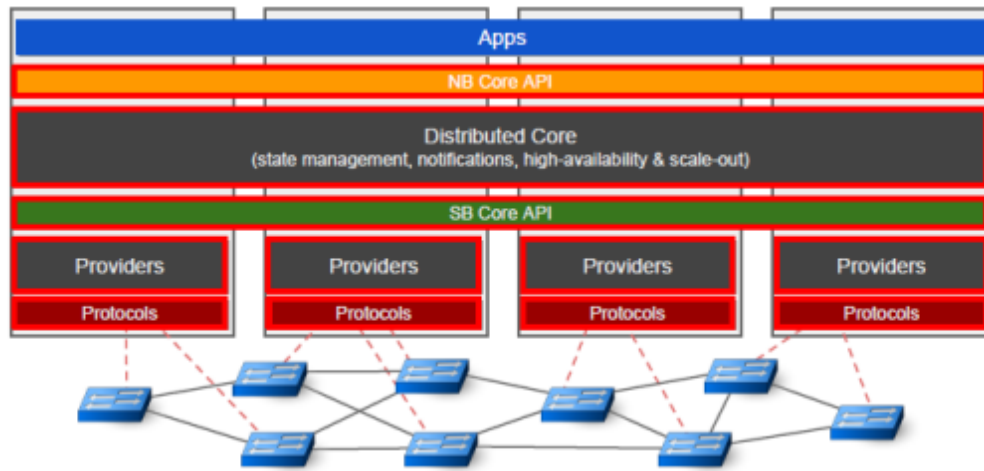 Apps
NB Core API
Distributed Core
(state management, notifications, high-availability & scale-out)
SB Core API
Providers
Providers
Providers
Providers
Protocols
Protocols
Protocols
Protocols